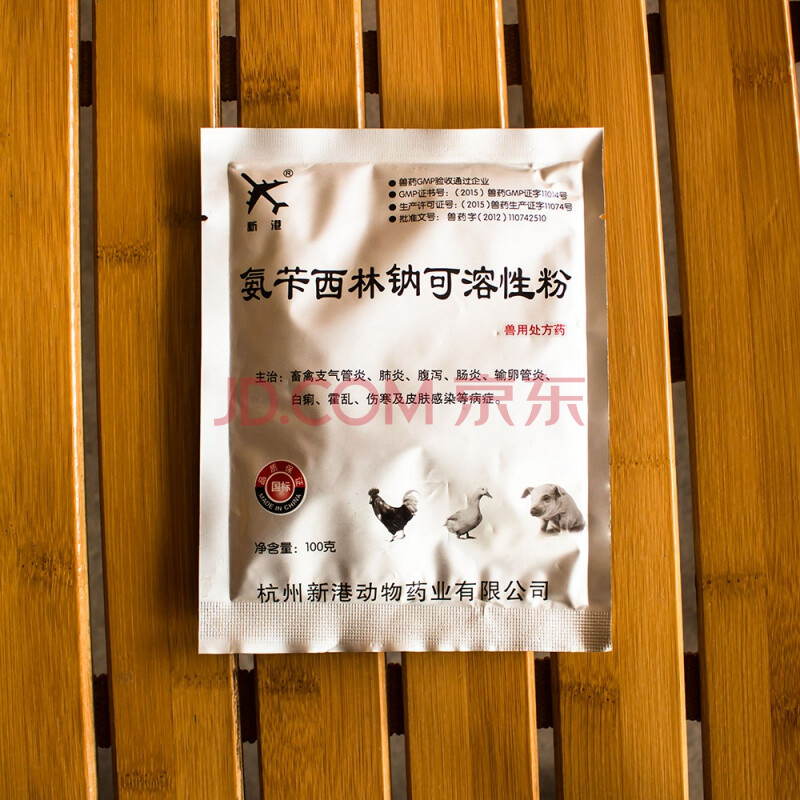 ®
新港
●兽药GMP验收通过企业
●GMP证书号：（2015）兽药GMP证字11014号
●生产许可证号：（2015）兽药生产证字11074号
●批准文号：兽药字(2012)110742510
氨苄西林钠可溶性粉
兽用处方药
主治：畜禽支气管炎、肺炎、腹泻、肠炎、输卵管炎、
白痢、霍乱、伤寒及皮肤感染等病症。
JD.COM 京东
品质保证
国标
MADE IN CHINA
净含量：100克
杭州新港动物药业有限公司